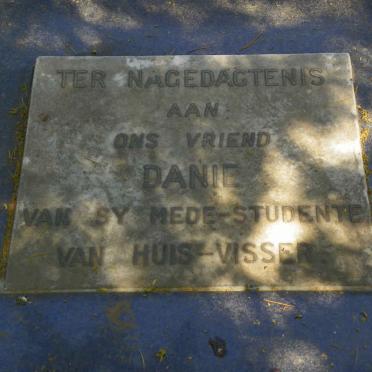 TER NAGEDAGTENIS
AAN
ONS VRIEND
DANIE
VAN SY MEDE-STUDENTE
VAN HUIS-VISSER.